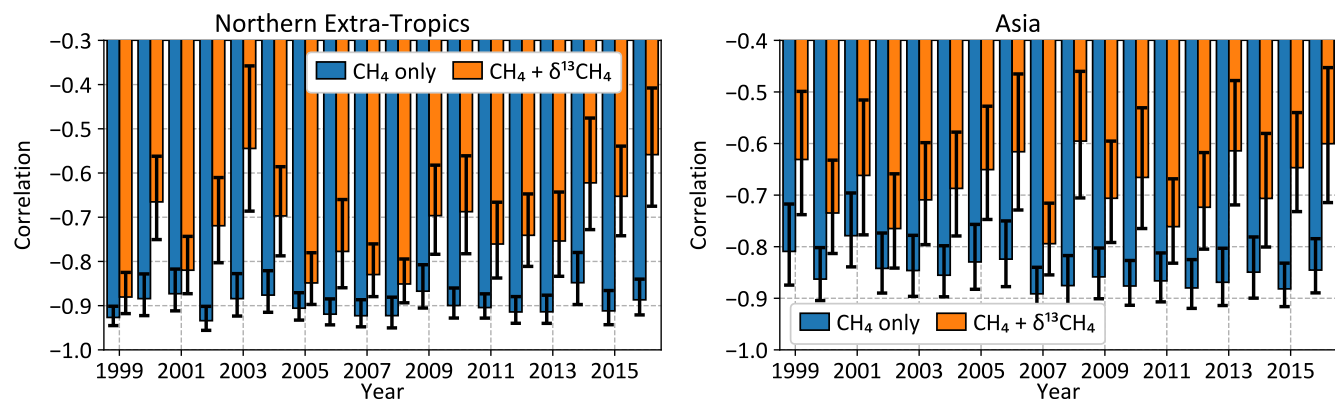 Northern Extra-Tropics
−0.3
−0.4
−0.5
−0.6
−0.7
−0.8
−0.9
−1.0
Correlation
CH₄ only
CH₄ + δ¹³CH₄
1999 2001 2003 2005 2007 2009 2011 2013 2015
Year
Asia
−0.4
−0.5
−0.6
−0.7
−0.8
−0.9
−1.0
Correlation
CH₄ only
CH₄ + δ¹³CH₄
1999 2001 2003 2005 2007 2009 2011 2013 2015
Year